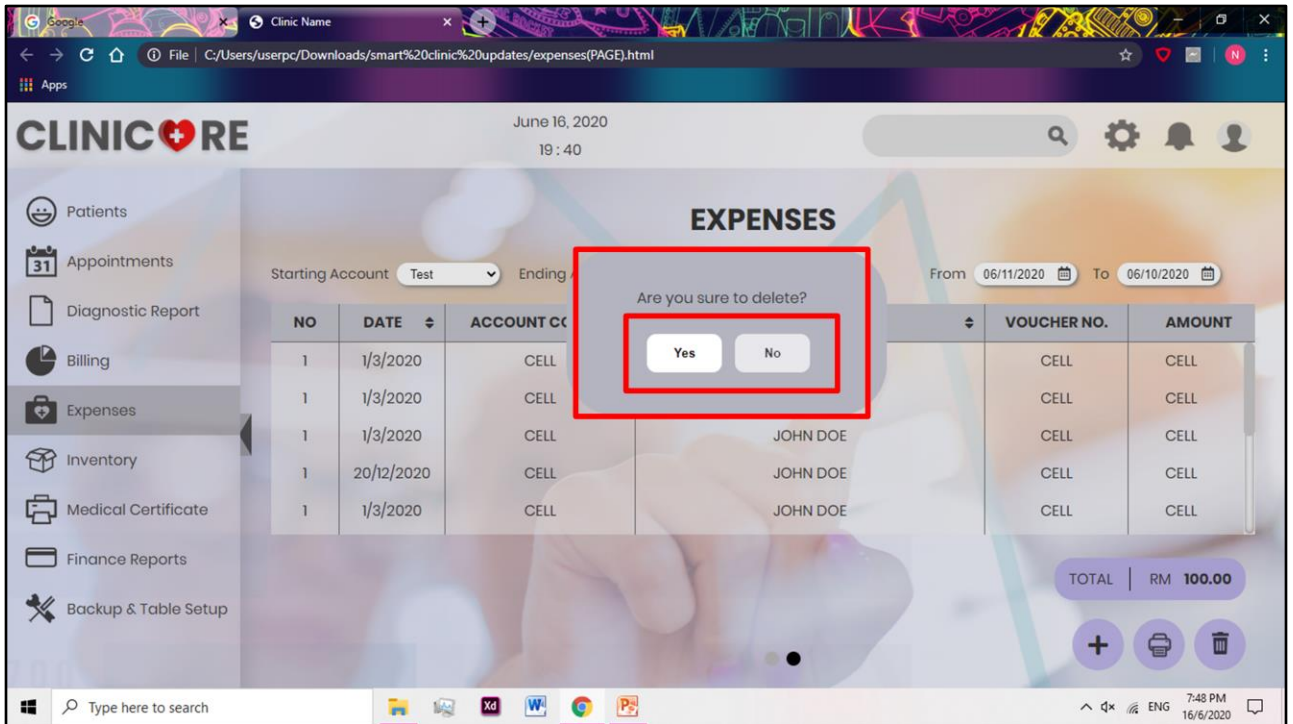 Google
Clinic Name
File | C:/Users/userpc/Downloads/smart%20clinic%20updates/expenses(PAGE).html
N
Apps
CLINIC RE
June 16, 2020
19 : 40
Patients
Appointments
31
Diagnostic Report
Billing
Expenses
Inventory
Medical Certificate
Finance Reports
Backup & Table Setup
EXPENSES
Starting Account Test Ending From 06/11/2020 To 06/10/2020
Are you sure to delete?
Yes No
NO DATE ACCOUNT VOUCHER NO. AMOUNT
1 1/3/2020 CELL CELL CELL
1 1/3/2020 CELL CELL CELL
1 1/3/2020 CELL JOHN DOE CELL CELL
1 20/12/2020 CELL JOHN DOE CELL CELL
1 1/3/2020 CELL JOHN DOE CELL CELL
TOTAL | RM 100.00
Type here to search
Xd W P
ENG
7:48 PM
16/6/2020